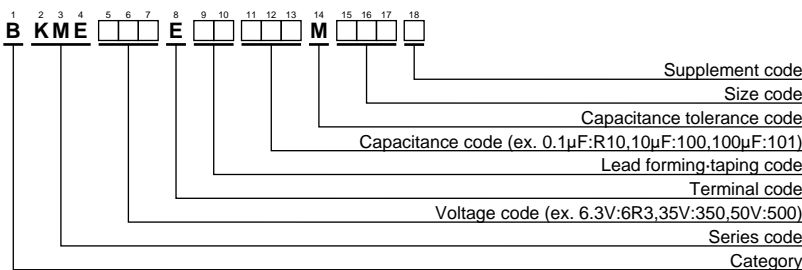 1 2 3 4 5 6 7 8 9 10 11 12 13 14 15 16 17 18
B K M E E M
Supplement code
Size code
Capacitance tolerance code
Capacitance code (ex. 0.1μF:R10,10μF:100,100μF:101)
Lead forming·taping code
Terminal code
Voltage code (ex. 6.3V:6R3,35V:350,50V:500)
Series code
Category